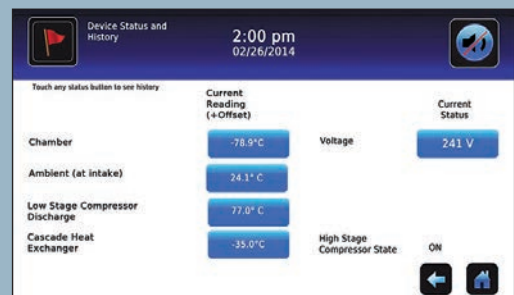 Device Status and
History
2:00 pm
02/26/2014
Touch any status button to see history
Current
Reading
(+Offset)
Current
Status
Chamber
-78.9°C
Voltage
241 V
Ambient (at intake)
24.1° C
Low Stage Compressor
Discharge
77.0° C
Cascade Heat
Exchanger
-35.0°C
High Stage
Compressor State
ON